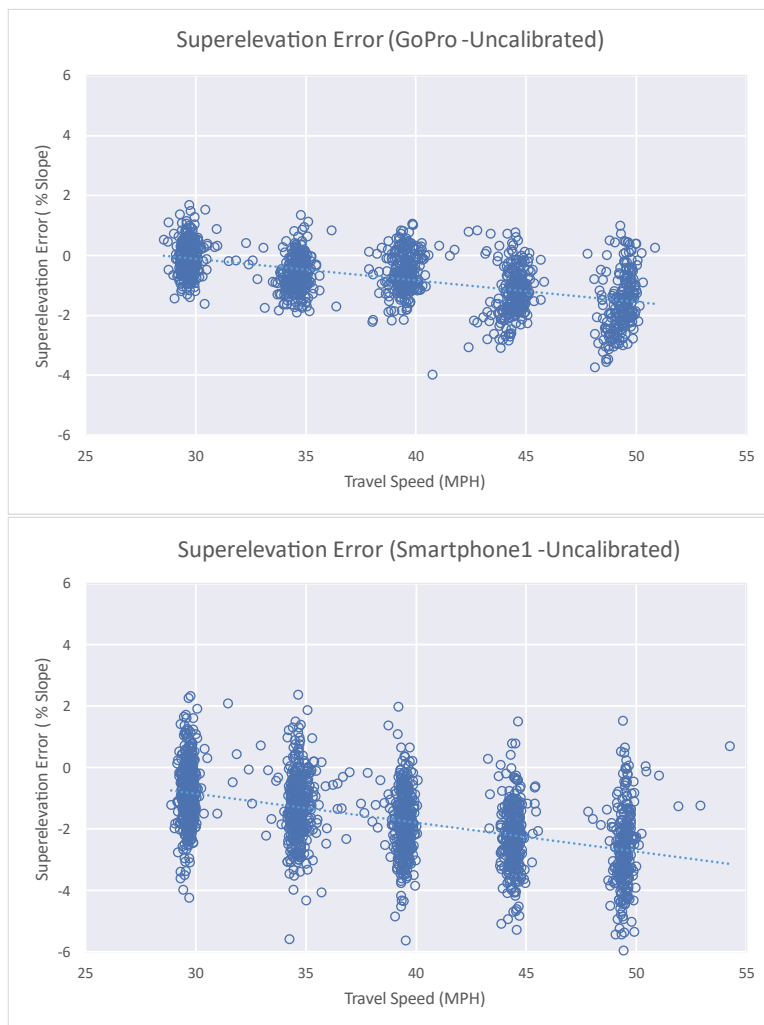 Superelevation Error (GoPro -Uncalibrated)
6
4
2
0
-2
-4
-6
25 30 35 40 45 50 55
Superelevation Error ( % Slope)
Travel Speed (MPH)
Superelevation Error (Smartphone1 -Uncalibrated)
6
4
2
0
-2
-4
-6
25 30 35 40 45 50 55
Superelevation Error ( % Slope)
Travel Speed (MPH)